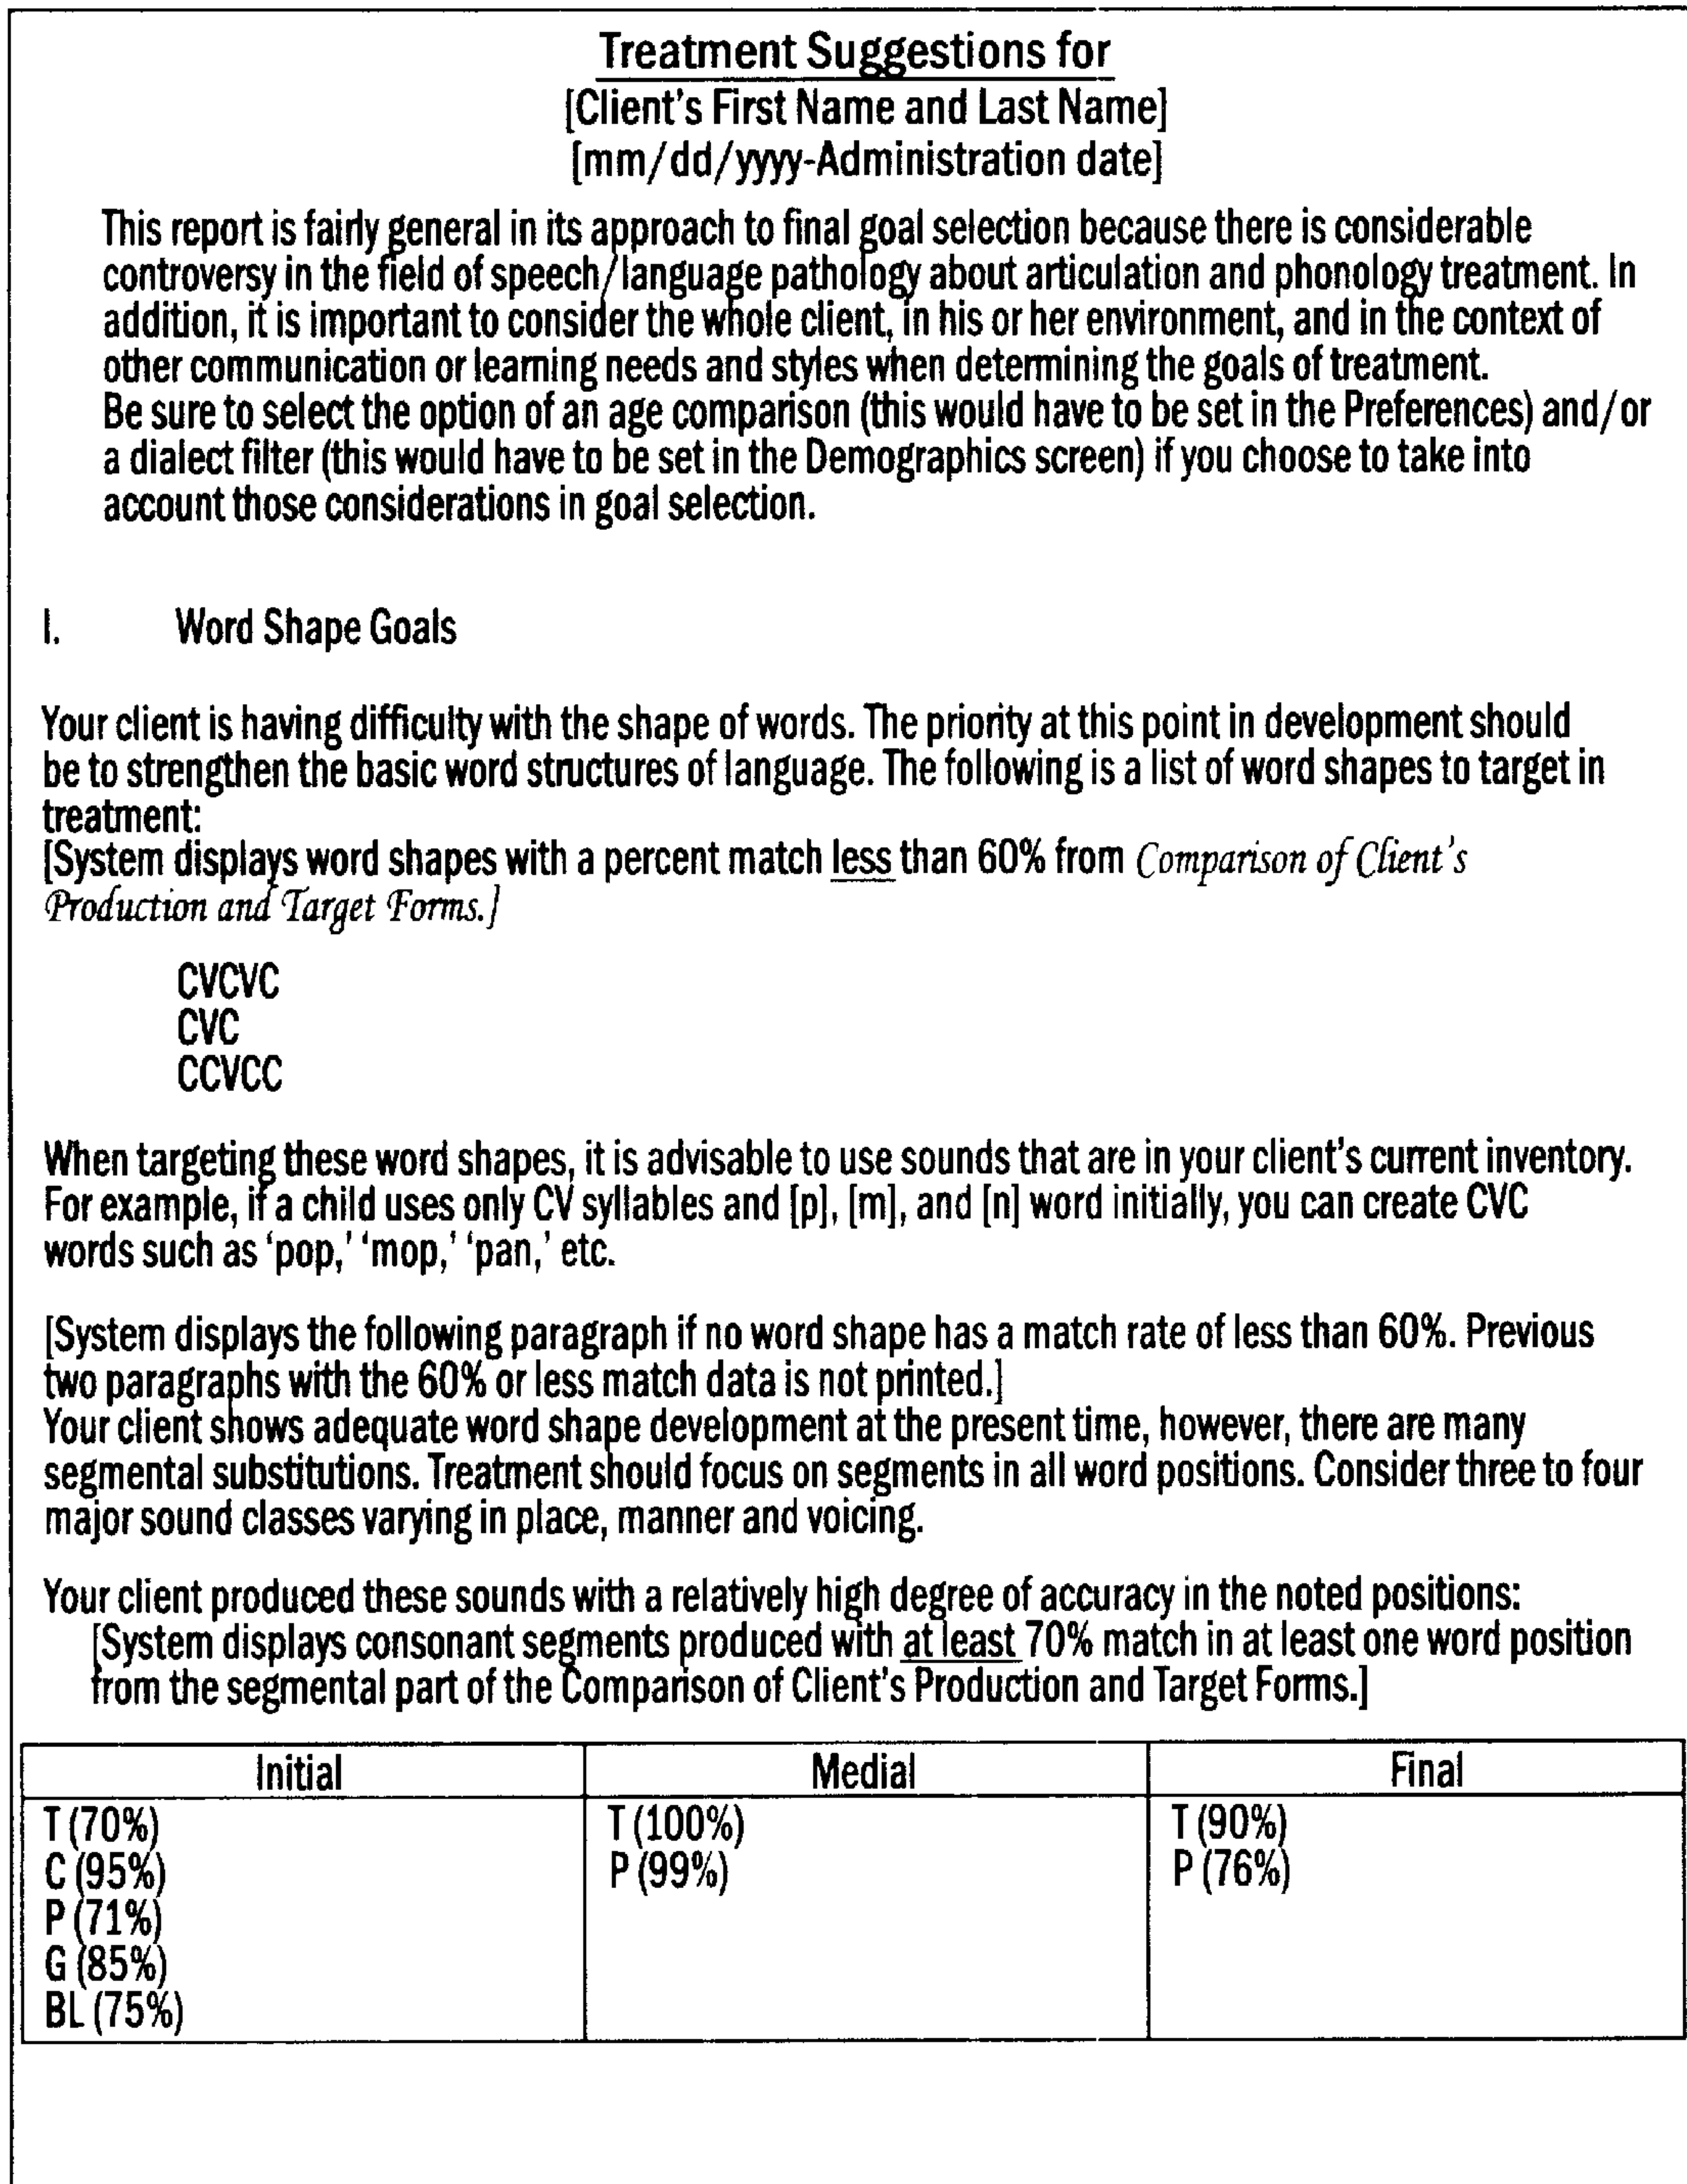 Treatment Suggestions for
[Client's First Name and Last Name]
[mm/dd/yyyy-Administration date]
This report is fairly general in its approach to final goal selection because there is considerable
controversy in the field of speech/language pathology about articulation and phonology treatment. In
addition, it is important to consider the whole client, in his or her environment, and in the context of
other communication or learning needs and styles when determining the goals of treatment.
Be sure to select the option of an age comparison (this would have to be set in the Preferences) and/or
a dialect filter (this would have to be set in the Demographics screen) if you choose to take into
account those considerations in goal selection.
I. Word Shape Goals
Your client is having difficulty with the shape of words. The priority at this point in development should
be to strengthen the basic word structures of language. The following is a list of word shapes to target in
treatment:
[System displays word shapes with a percent match less than 60% from Comparison of Client's
Production and Target Forms.]
CVCVC
CVC
CCVCC
When targeting these word shapes, it is advisable to use sounds that are in your client's current inventory.
For example, if a child uses only CV syllables and [p], [m], and [n] word initially, you can create CVC
words such as 'pop,' 'mop,' 'pan,' etc.
[System displays the following paragraph if no word shape has a match rate of less than 60%. Previous
two paragraphs with the 60% or less match data is not printed.]
Your client shows adequate word shape development at the present time, however, there are many
segmental substitutions. Treatment should focus on segments in all word positions. Consider three to four
major sound classes varying in place, manner and voicing.
Your client produced these sounds with a relatively high degree of accuracy in the noted positions:
[System displays consonant segments produced with at least 70% match in at least one word position
from the segmental part of the Comparison of Client's Production and Target Forms.]
Initial Medial Final
T (70%) T (100%) T (90%)
C (95%) P (99%) P (76%)
P (71%)
G (85%)
BL (75%)